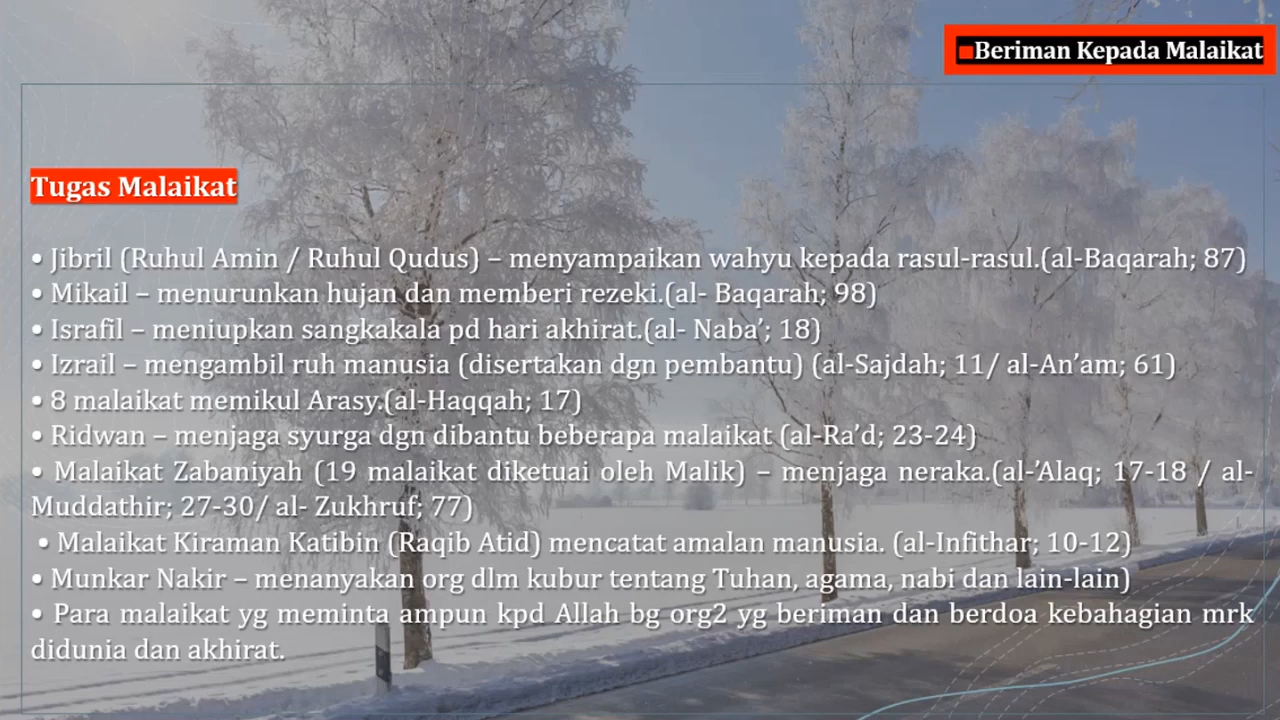 Beriman Kepada Malaikat
Tugas Malaikat
• Jibril (Ruhul Amin / Ruhul Qudus) – menyampaikan wahyu kepada rasul-rasul.(al-Baqarah; 87)
• Mikail – menurunkan hujan dan memberi rezeki.(al- Baqarah; 98)
• Israfil – meniupkan sangkakala pd hari akhirat.(al- Naba’; 18)
• Izrail – mengambil ruh manusia (disertakan dgn pembantu) (al-Sajdah; 11/ al-An’am; 61)
• 8 malaikat memikul Arasy.(al-Haqqah; 17)
• Ridwan – menjaga syurga dgn dibantu beberapa malaikat (al-Ra’d; 23-24)
• Malaikat Zabaniyah (19 malaikat diketuai oleh Malik) – menjaga neraka.(al-’Alaq; 17-18 / al-
Muddathir; 27-30/ al- Zukhruf; 77)
• Malaikat Kiraman Katibin (Raqib Atid) mencatat amalan manusia. (al-Infithar; 10-12)
• Munkar Nakir – menanyakan org dlm kubur tentang Tuhan, agama, nabi dan lain-lain)
• Para malaikat yg meminta ampun kpd Allah bg org2 yg beriman dan berdoa kebahagian mrk
didunia dan akhirat.